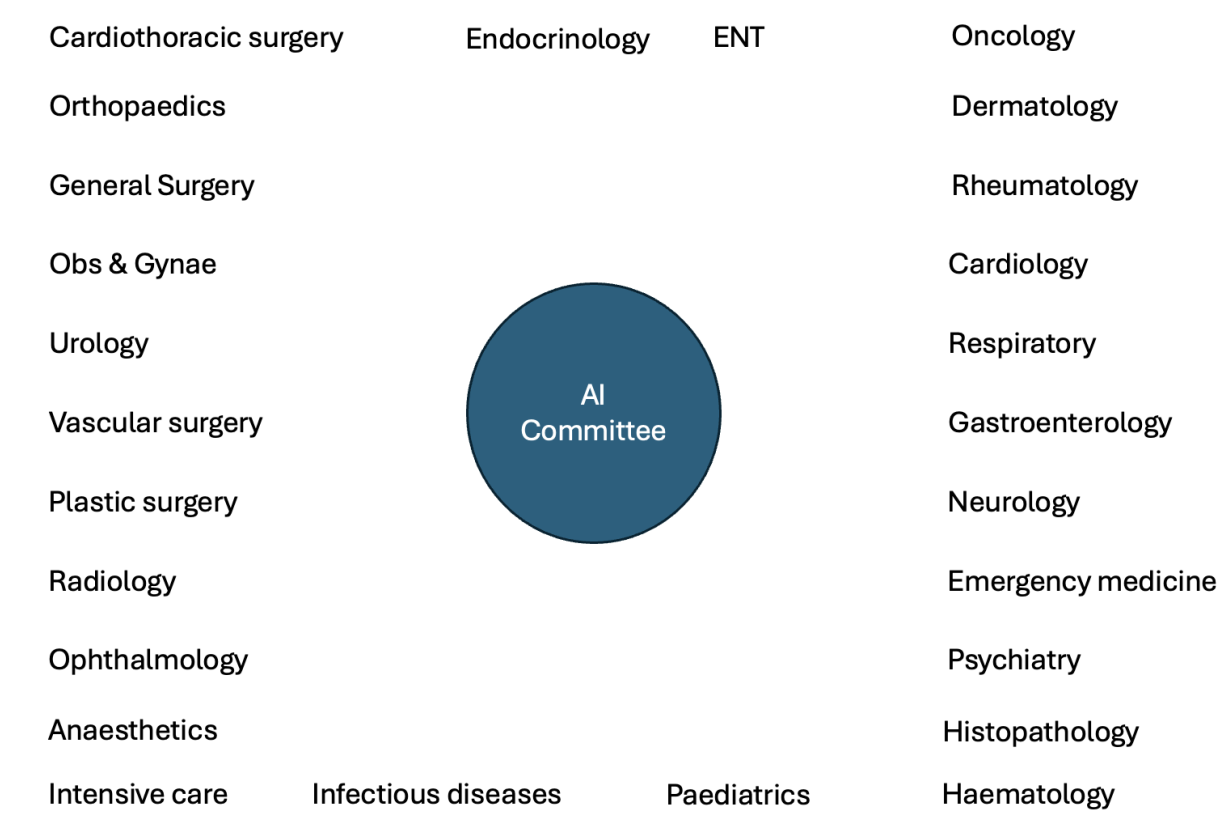 Cardiothoracic surgery
Endocrinology
ENT
Oncology
Orthopaedics
Dermatology
General Surgery
Rheumatology
Obs & Gynae
Cardiology
Urology
Respiratory
AI
Committee
Vascular surgery
Gastroenterology
Plastic surgery
Neurology
Radiology
Emergency medicine
Ophthalmology
Psychiatry
Anaesthetics
Histopathology
Intensive care
Infectious diseases
Paediatrics
Haematology